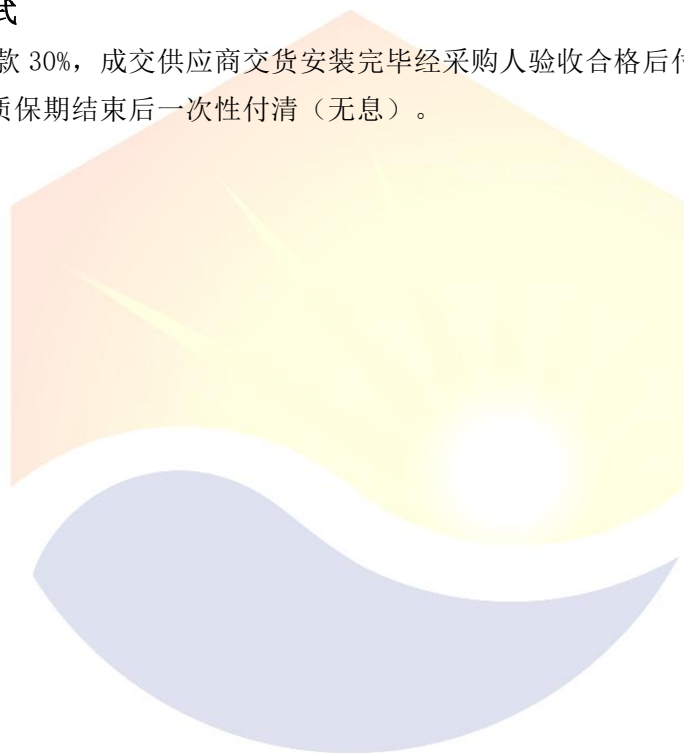 式
款 30%，成交供应商交货安装完毕经采购人验收合格后付
质保期结束后一次性付清（无息）。